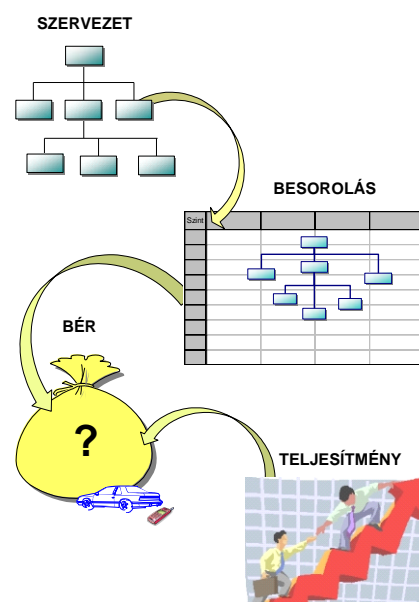 SZERVEZET
BESOROLÁS
Szint
BÉR
?
TELJESÍTMÉNY